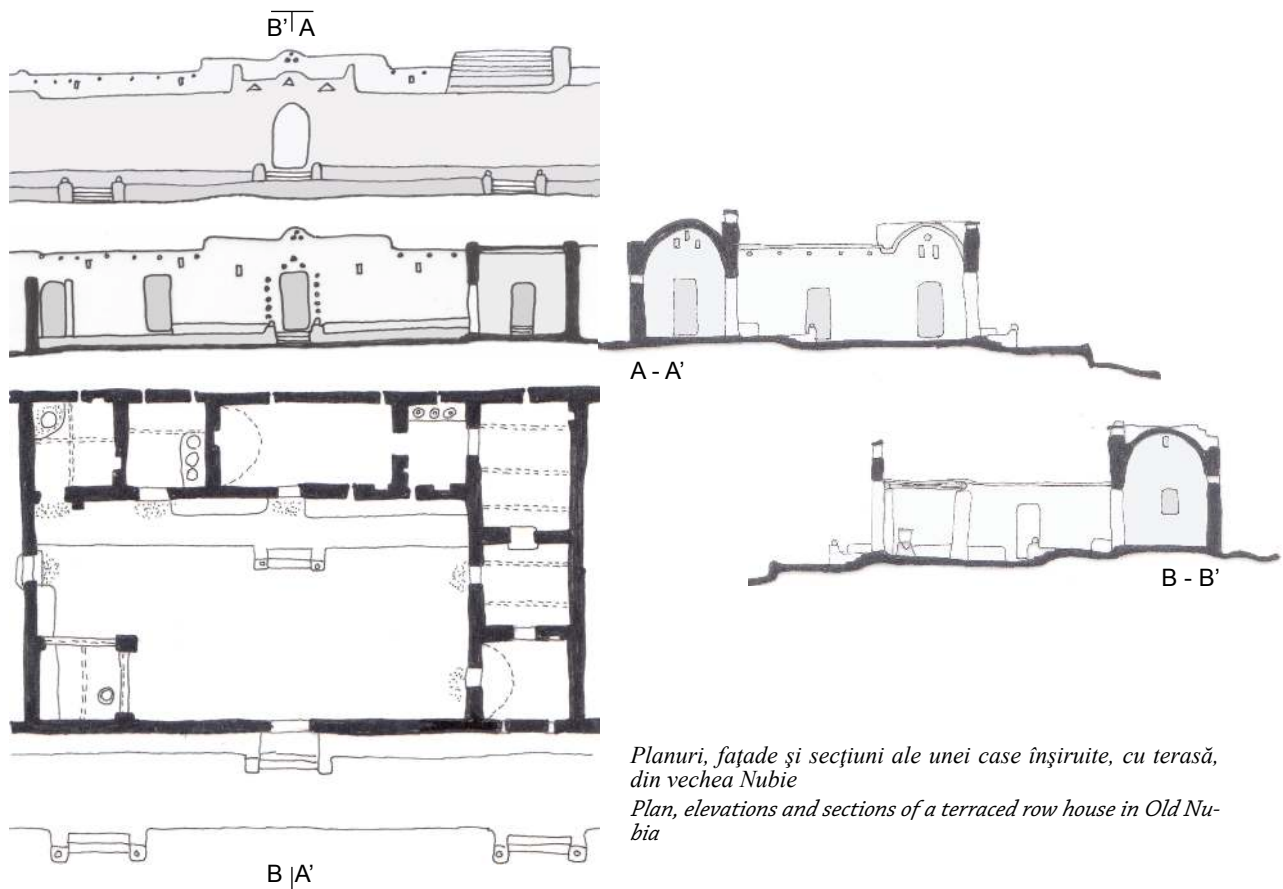 B’ A
A - A’
B - B’
Planuri, faţade şi secţiuni ale unei case înşiruite, cu terasă,
din vechea Nubie
Plan, elevations and sections of a terraced row house in Old Nu-
bia
B A’